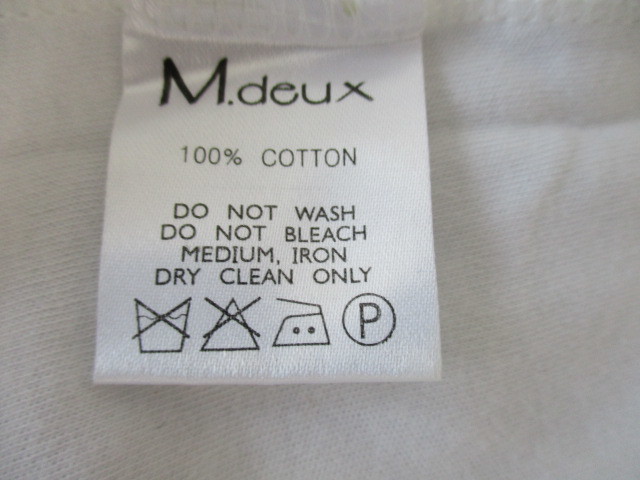 M.deux
100% COTTON
DO NOT WASH
DO NOT BLEACH
MEDIUM, IRON
DRY CLEAN ONLY
P